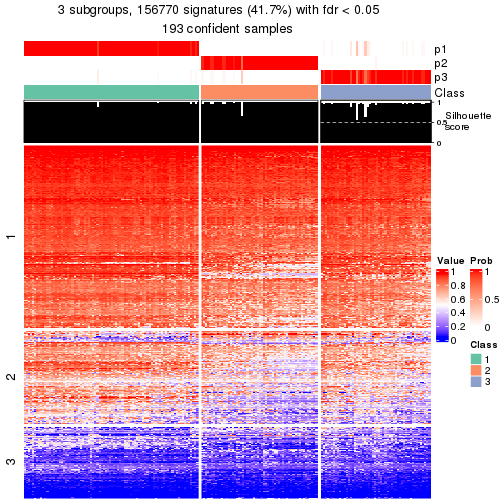 3 subgroups, 156770 signatures (41.7%) with fdr < 0.05
193 confident samples
p1
p2
p3
Class
1
0.5
0
Silhouette
score
1
2
3
Value
1
0.8
0.6
0.4
0.2
0
Prob
1
0.5
0
Class
1
2
3